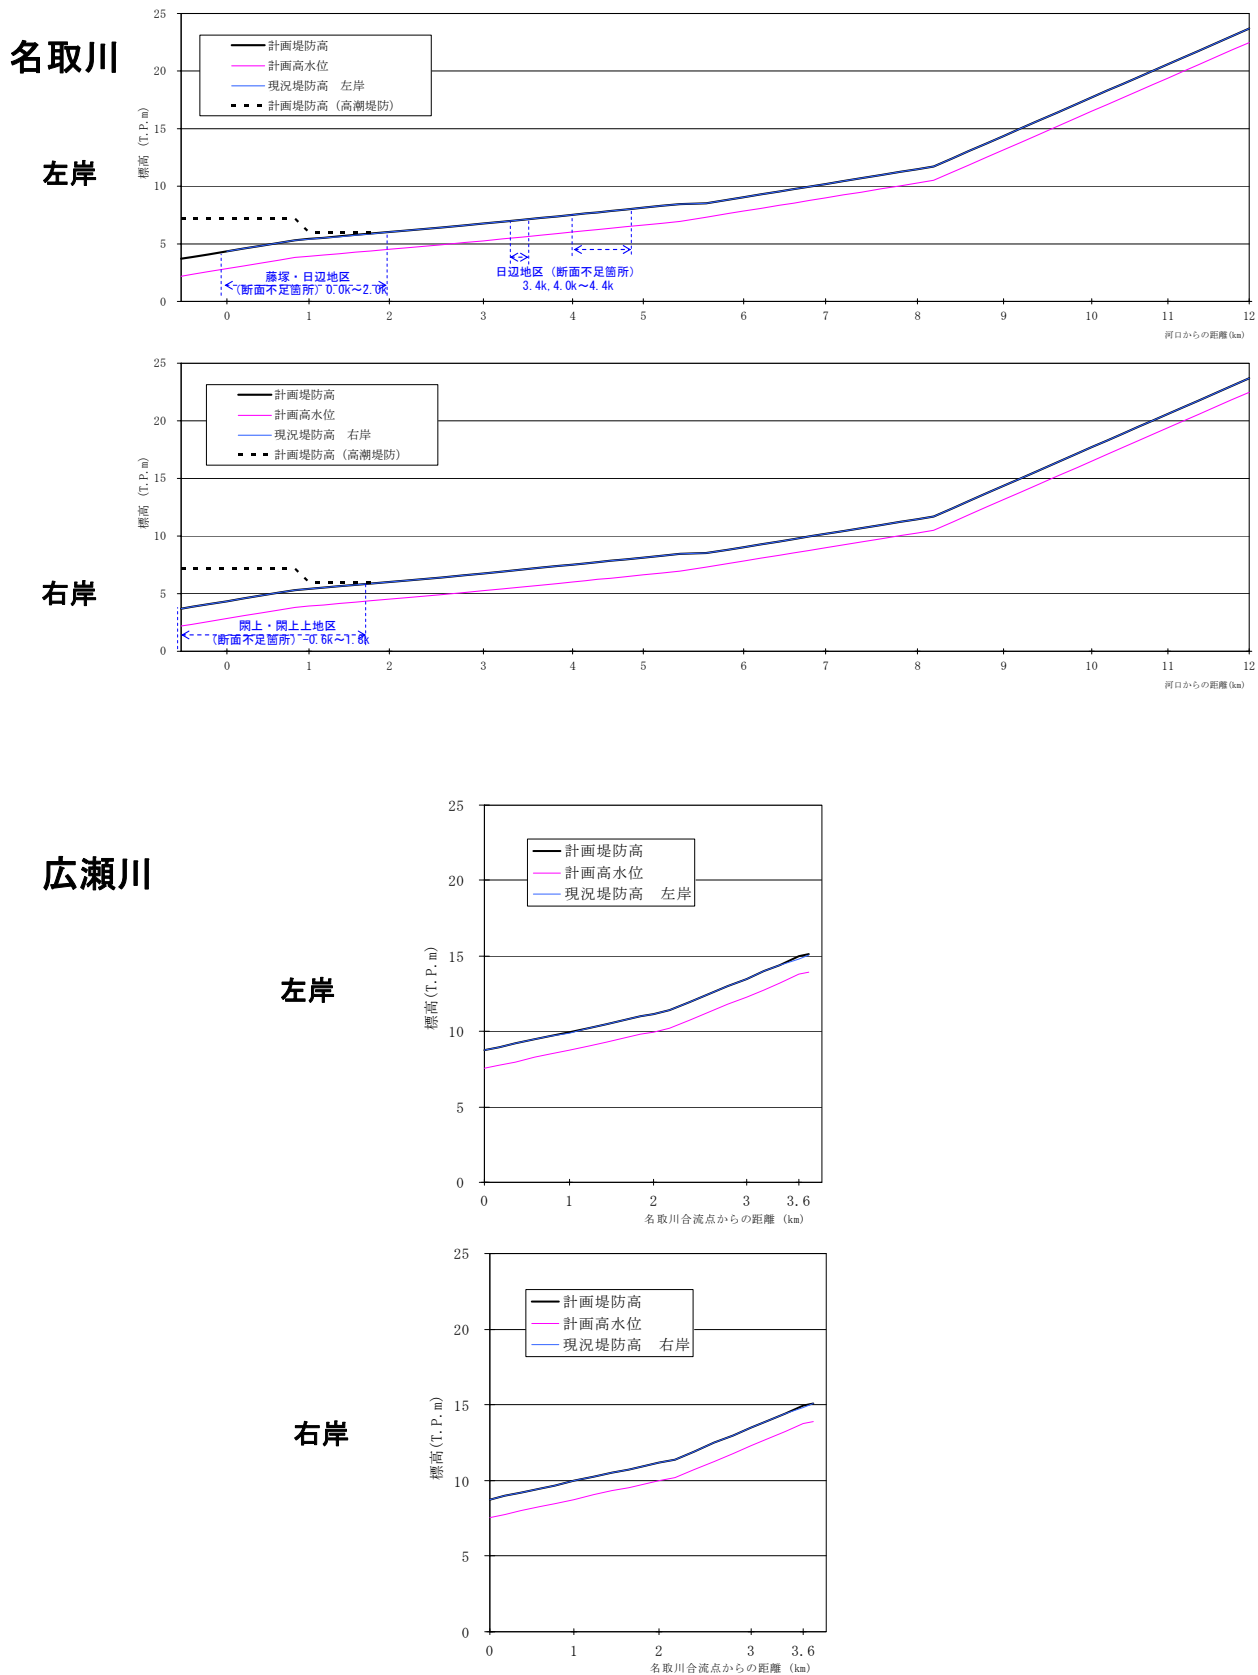 名取川
左岸
標高 (T.P.m)
25
20
15
10
5
0
計画堤防高
計画高水位
現況堤防高 左岸
計画堤防高(高潮堤防)
藤塚・日辺地区
(断面不足箇所)0.0k〜2.0k
日辺地区(断面不足箇所)
3.4k,4.0k〜4.4k
0 1 2 3 4 5 6 7 8 9 10 11 12
河口からの距離(km)
右岸
標高 (T.P.m)
25
20
15
10
5
0
計画堤防高
計画高水位
現況堤防高 右岸
計画堤防高(高潮堤防)
閖上・閖上上地区
(断面不足箇所)-0.6k〜1.8k
0 1 2 3 4 5 6 7 8 9 10 11 12
河口からの距離(km)
広瀬川
左岸
標高(T.P.m)
25
20
15
10
5
0
計画堤防高
計画高水位
現況堤防高 左岸
0 1 2 3 3.6
名取川合流点からの距離 (km)
右岸
標高(T.P.m)
25
20
15
10
5
0
計画堤防高
計画高水位
現況堤防高 右岸
0 1 2 3 3.6
名取川合流点からの距離 (km)